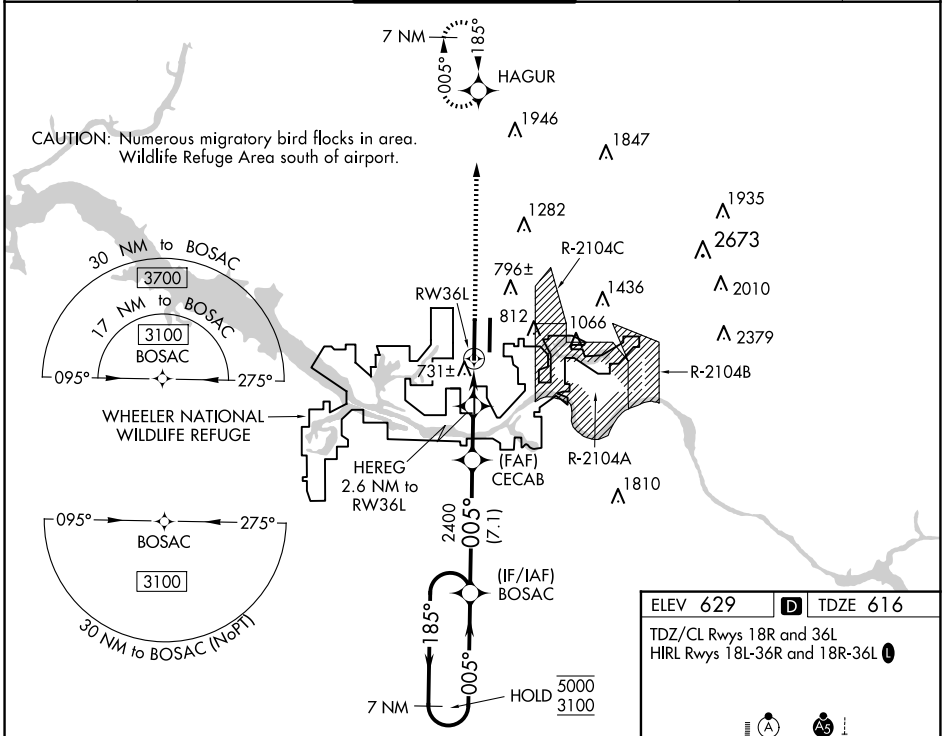 7 NM
005°
185°
HAGUR
CAUTION: Numerous migratory bird flocks in area.
Wildlife Refuge Area south of airport.
1946
1847
1282
1935
2673
R-2104C
796±
1436
2010
RW36L
812
1066
2379
731±
R-2104B
30 NM to BOSAC
3700
17 NM to BOSAC
3100
BOSAC
095°
275°
WHEELER NATIONAL
WILDLIFE REFUGE
HEREG
2.6 NM to
RW36L
(FAF)
CECAB
R-2104A
1810
095°
275°
BOSAC
3100
30 NM to BOSAC (NoPT)
2400
005°
(7.1)
(IF/IAF)
BOSAC
185°
005°
7 NM
HOLD
5000
3100
ELEV 629
D
TDZE 616
TDZ/CL Rwys 18R and 36L
HIRL Rwys 18L-36R and 18R-36L L
A
A5